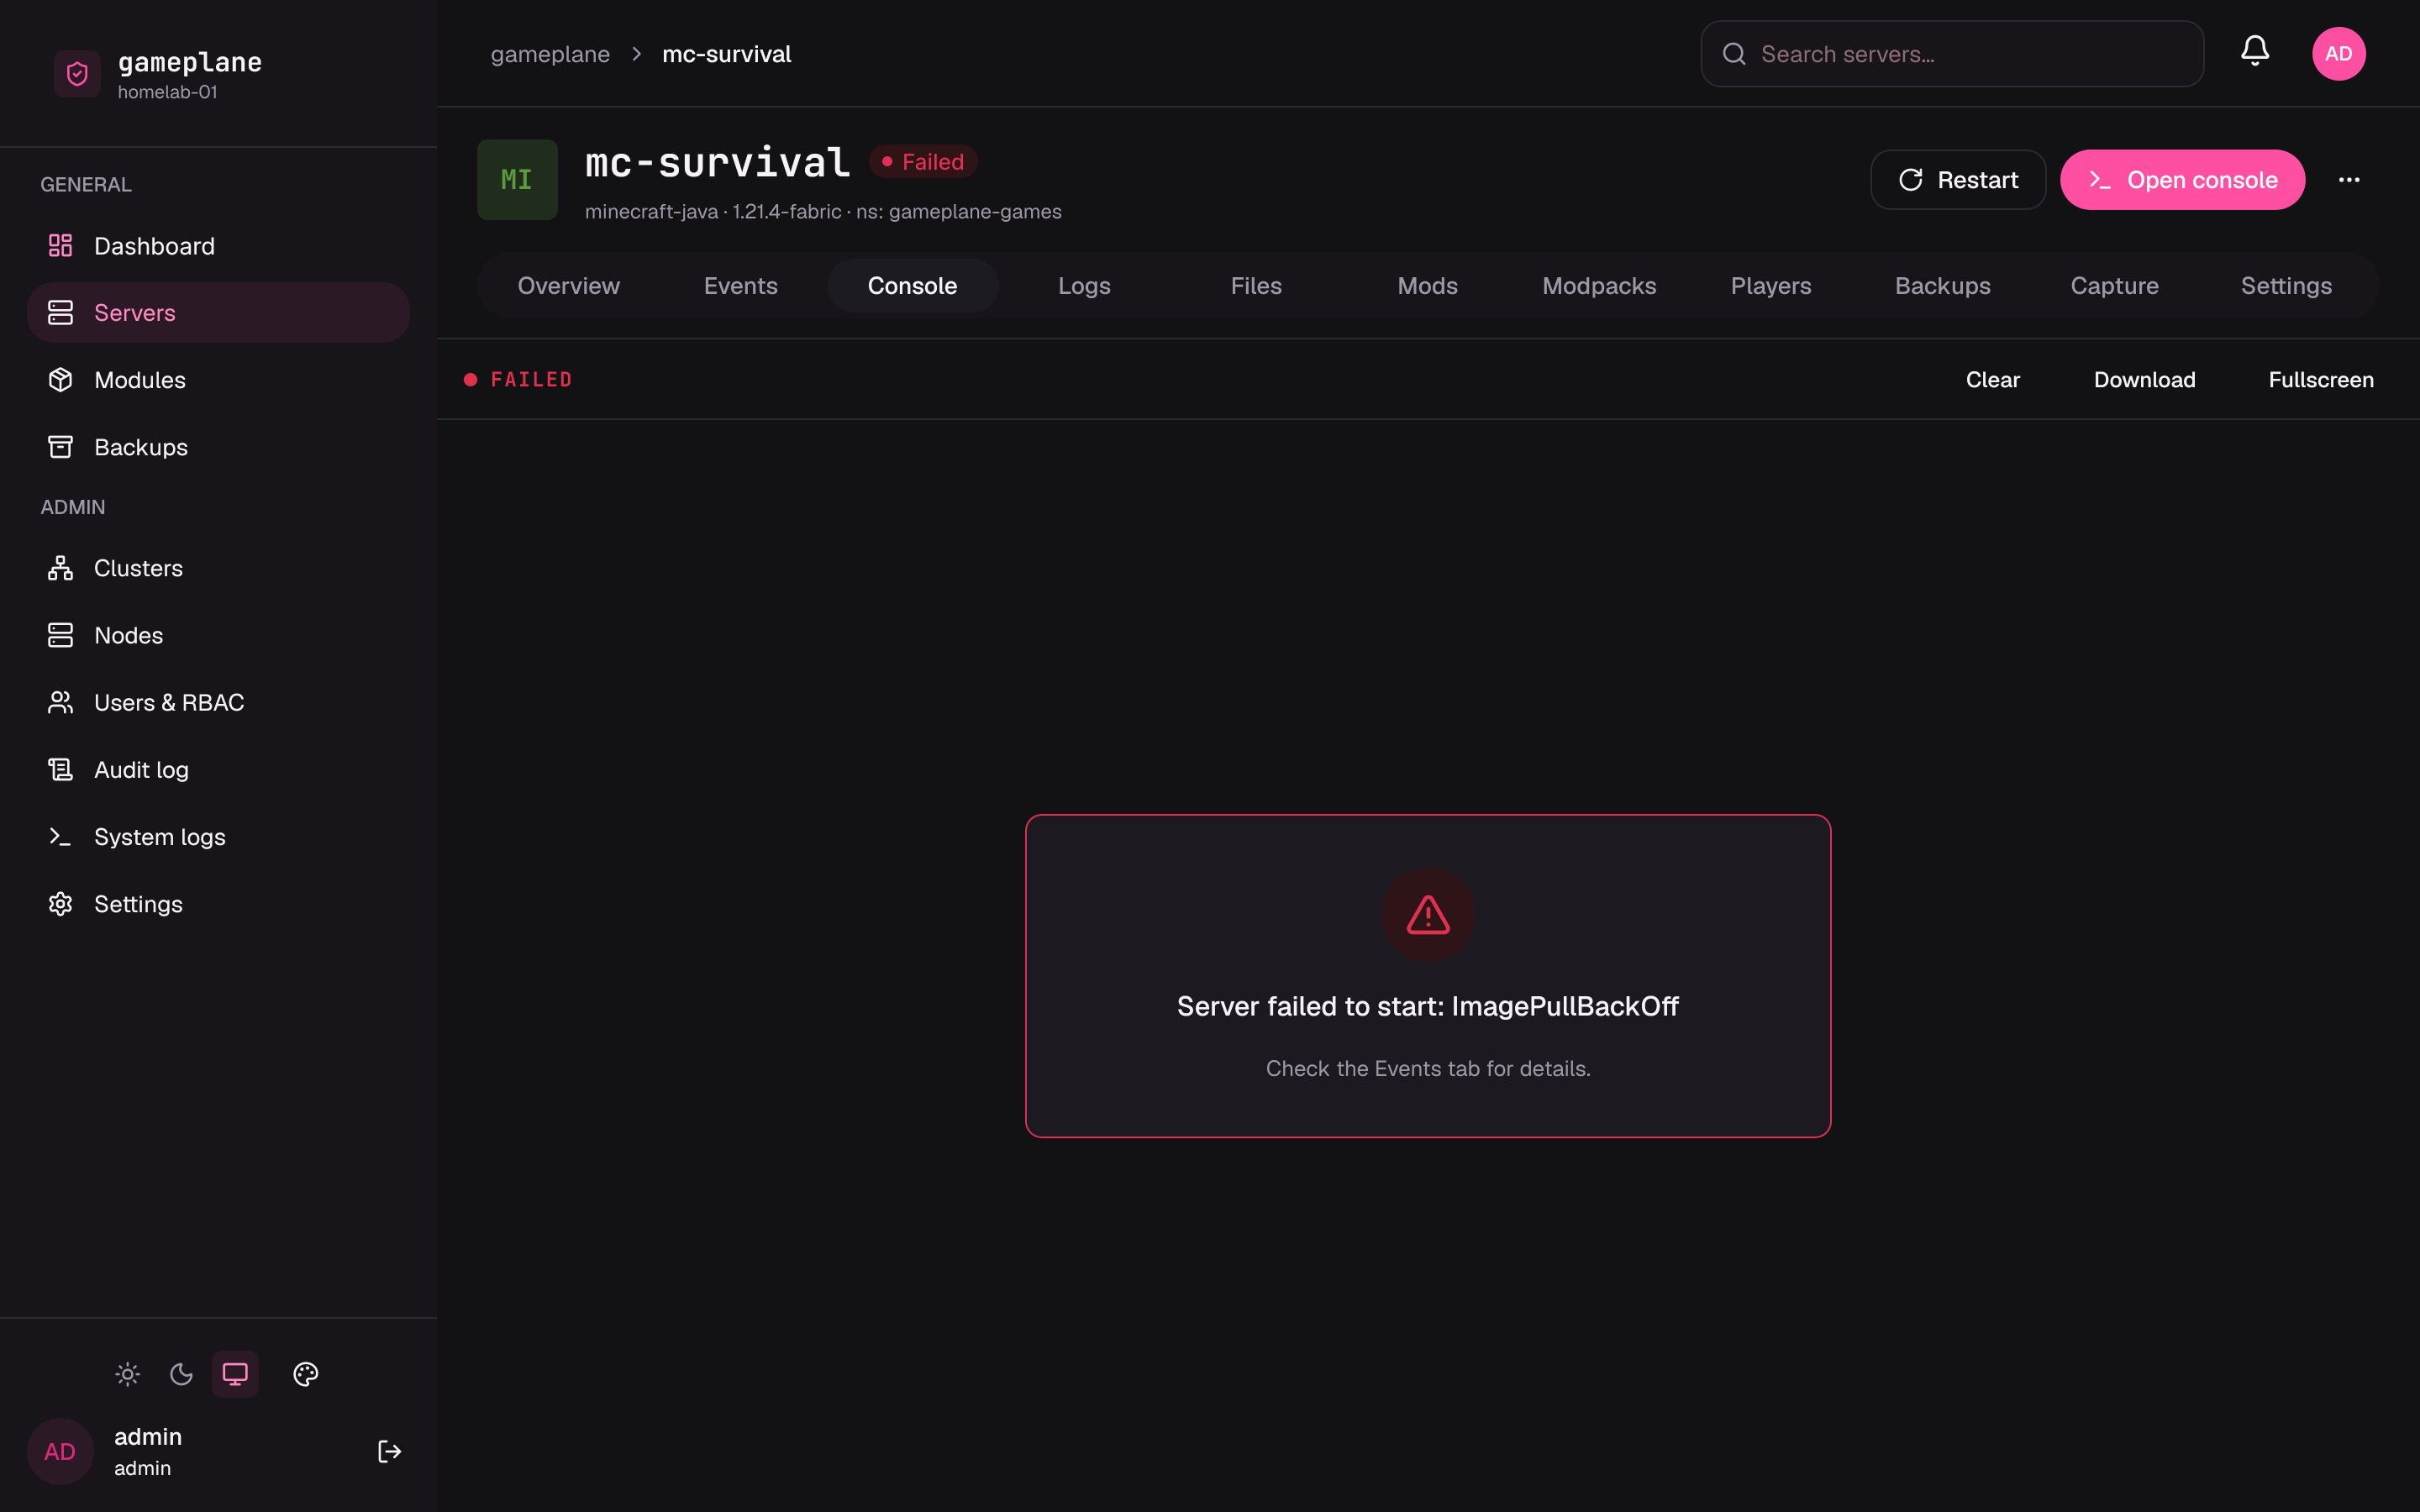 gameplane
homelab-01
GENERAL
Dashboard
Servers
Modules
Backups
ADMIN
Clusters
Nodes
Users & RBAC
Audit log
System logs
Settings
AD
admin
admin
gameplane > mc-survival
Search servers...
AD
MI
mc-survival
Failed
minecraft-java · 1.21.4-fabric · ns: gameplane-games
Restart
Open console
Overview
Events
Console
Logs
Files
Mods
Modpacks
Players
Backups
Capture
Settings
FAILED
Clear
Download
Fullscreen
Server failed to start: ImagePullBackOff
Check the Events tab for details.